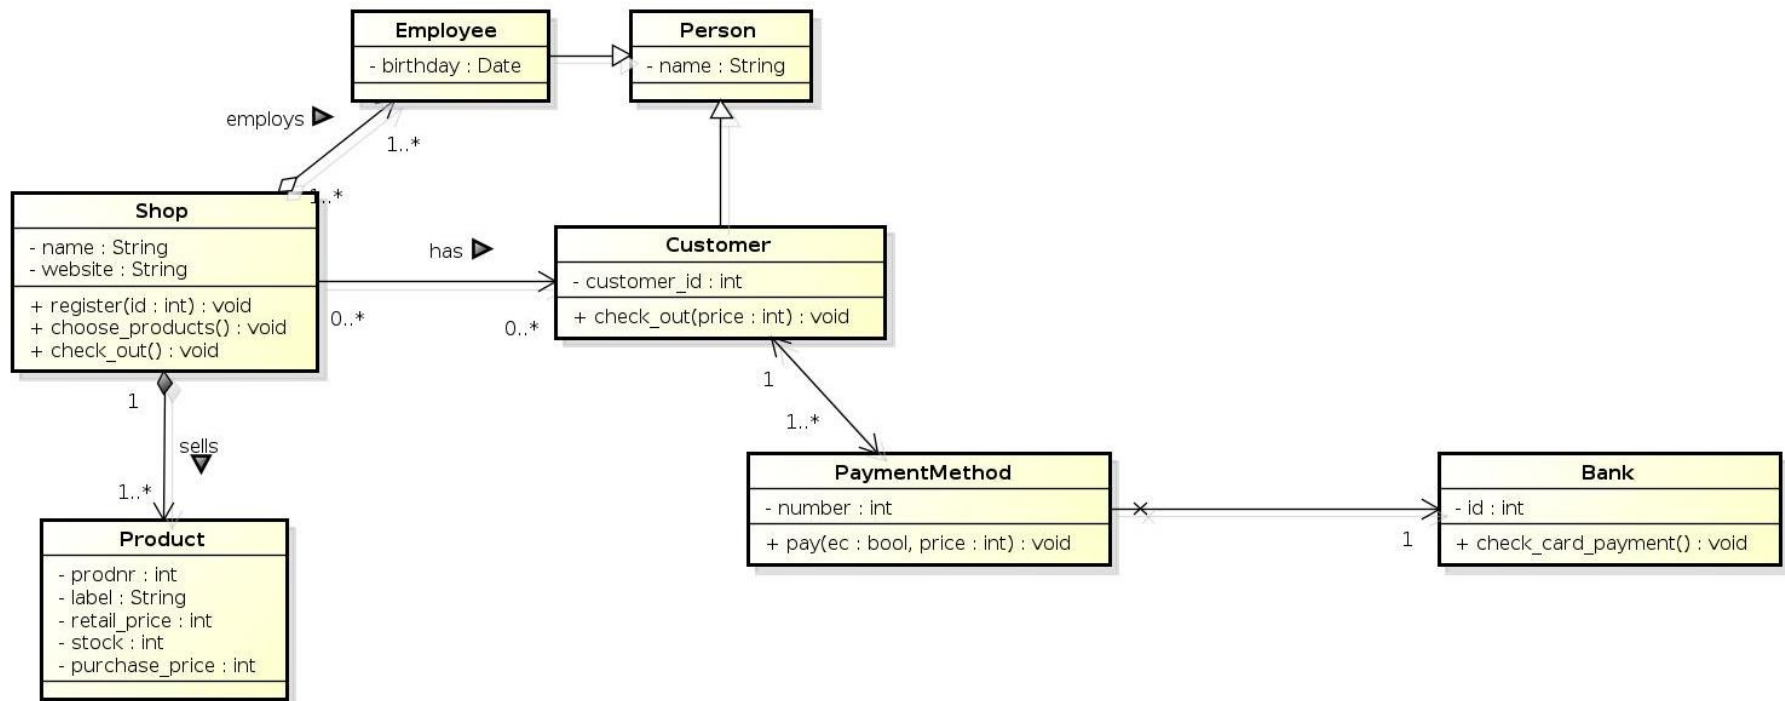 Employee
- birthday : Date
Person
- name : String
employs
1..*
1..*
Shop
- name : String
- website : String
+ register(id : int) : void
+ choose_products() : void
+ check_out() : void
has
0..*
0..*
Customer
- customer_id : int
+ check_out(price : int) : void
1
1..*
1
sells
1..*
Product
- prodnr : int
- label : String
- retail_price : int
- stock : int
- purchase_price : int
PaymentMethod
- number : int
+ pay(ec : bool, price : int) : void
1
Bank
- id : int
+ check_card_payment() : void